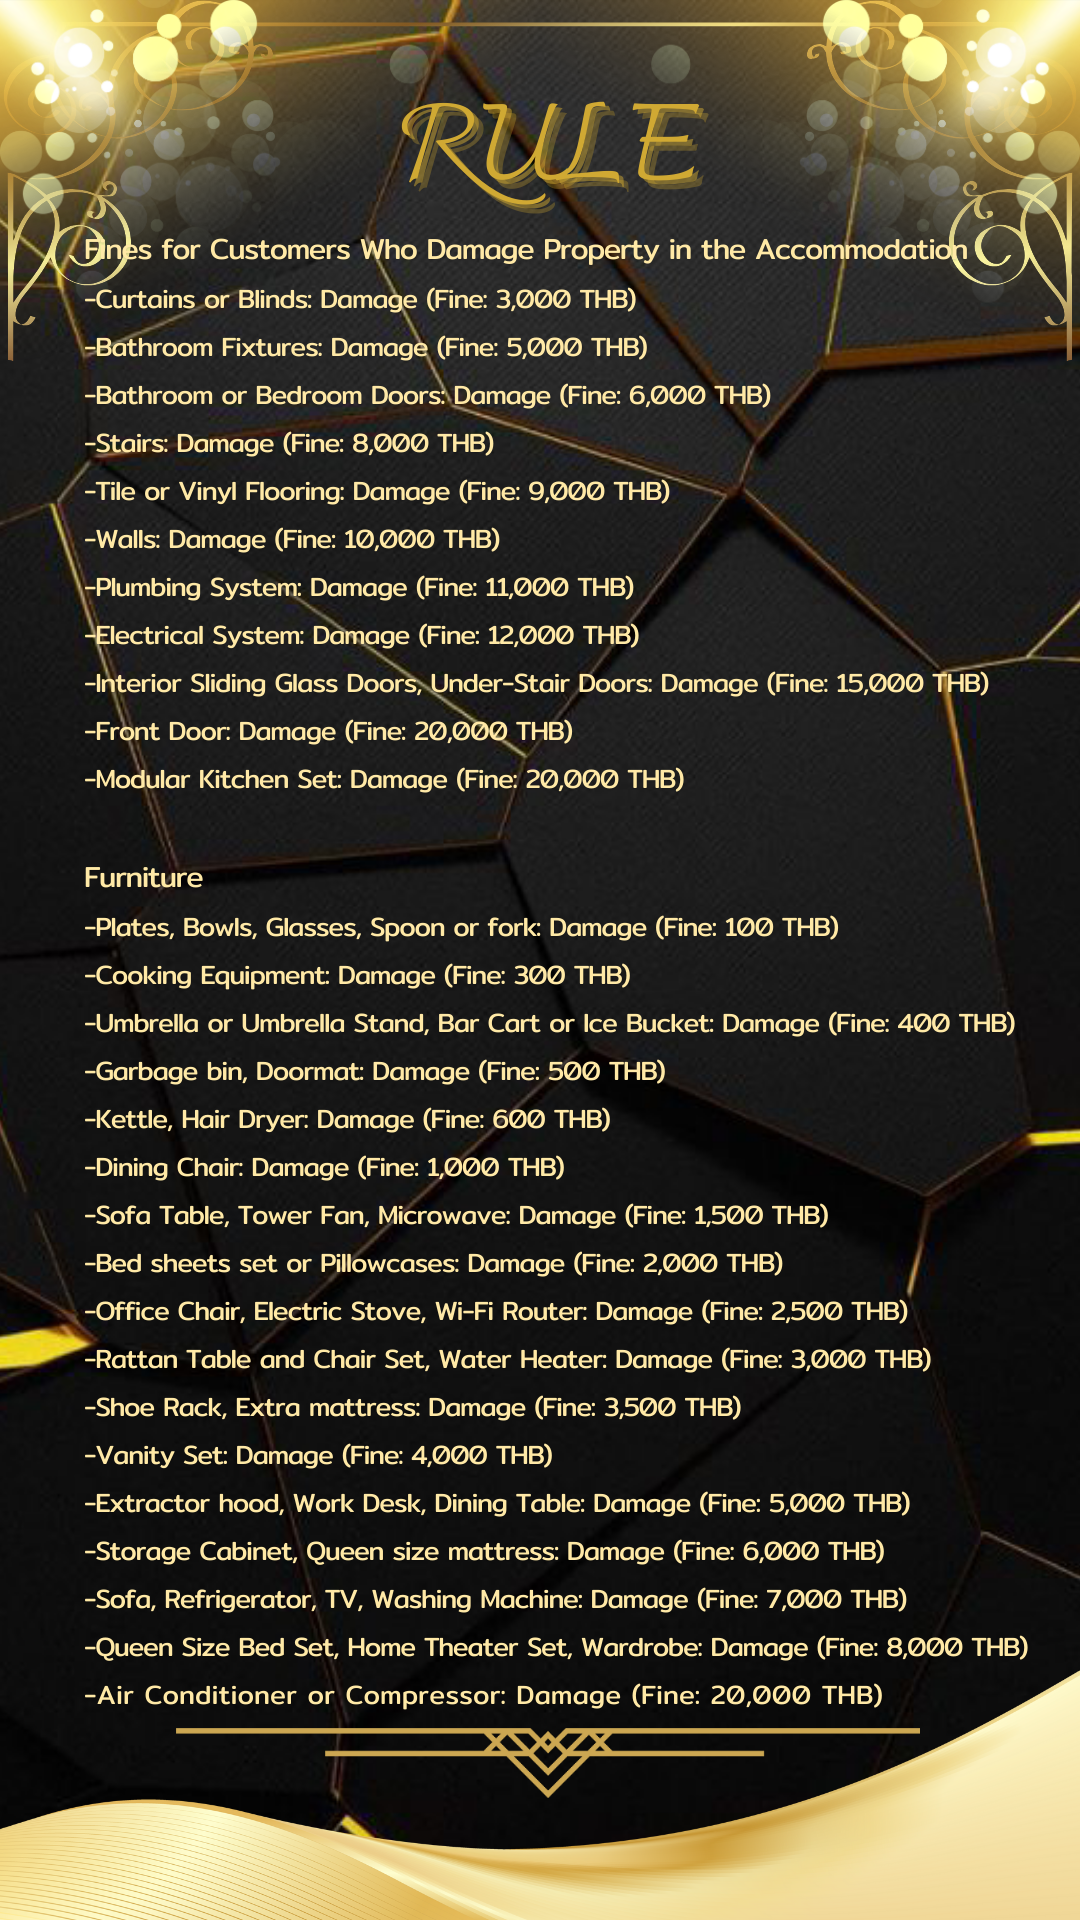 RULE
Fines for Customers Who Damage Property in the Accommodation
-Curtains or Blinds: Damage (Fine: 3,000 THB)
-Bathroom Fixtures: Damage (Fine: 5,000 THB)
-Bathroom or Bedroom Doors: Damage (Fine: 6,000 THB)
-Stairs: Damage (Fine: 8,000 THB)
-Tile or Vinyl Flooring: Damage (Fine: 9,000 THB)
-Walls: Damage (Fine: 10,000 THB)
-Plumbing System: Damage (Fine: 11,000 THB)
-Electrical System: Damage (Fine: 12,000 THB)
-Interior Sliding Glass Doors, Under-Stair Doors: Damage (Fine: 15,000 THB)
-Front Door: Damage (Fine: 20,000 THB)
-Modular Kitchen Set: Damage (Fine: 20,000 THB)
Furniture
-Plates, Bowls, Glasses, Spoon or fork: Damage (Fine: 100 THB)
-Cooking Equipment: Damage (Fine: 300 THB)
-Umbrella or Umbrella Stand, Bar Cart or Ice Bucket: Damage (Fine: 400 THB)
-Garbage bin, Doormat: Damage (Fine: 500 THB)
-Kettle, Hair Dryer: Damage (Fine: 600 THB)
-Dining Chair: Damage (Fine: 1,000 THB)
-Sofa Table, Tower Fan, Microwave: Damage (Fine: 1,500 THB)
-Bed sheets set or Pillowcases: Damage (Fine: 2,000 THB)
-Office Chair, Electric Stove, Wi-Fi Router: Damage (Fine: 2,500 THB)
-Rattan Table and Chair Set, Water Heater: Damage (Fine: 3,000 THB)
-Shoe Rack, Extra mattress: Damage (Fine: 3,500 THB)
-Vanity Set: Damage (Fine: 4,000 THB)
-Extractor hood, Work Desk, Dining Table: Damage (Fine: 5,000 THB)
-Storage Cabinet, Queen size mattress: Damage (Fine: 6,000 THB)
-Sofa, Refrigerator, TV, Washing Machine: Damage (Fine: 7,000 THB)
-Queen Size Bed Set, Home Theater Set, Wardrobe: Damage (Fine: 8,000 THB)
-Air Conditioner or Compressor: Damage (Fine: 20,000 THB)